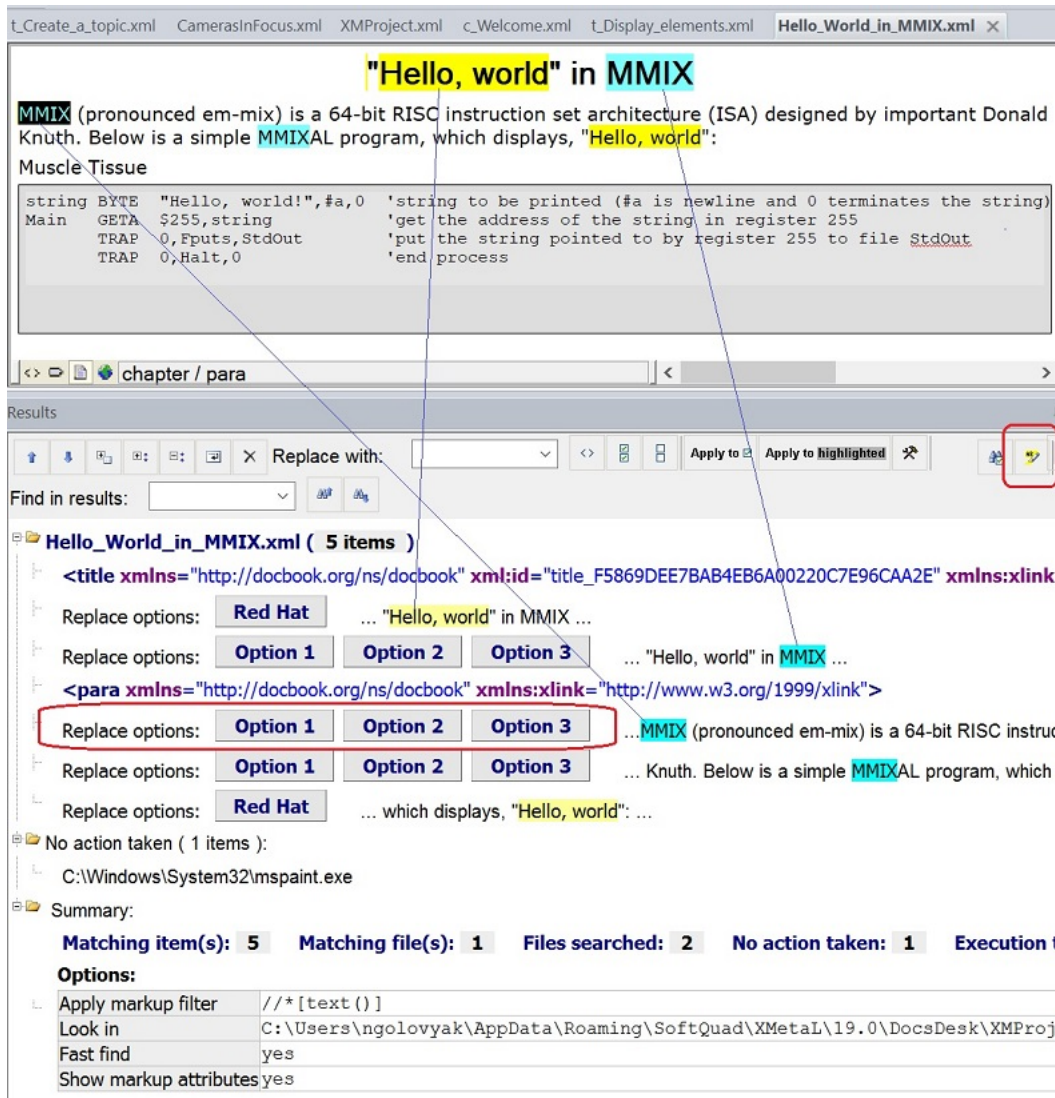 t_Create_a_topic.xml CamerasInFocus.xml XMProject.xml c_Welcome.xml t_Display_elements.xml Hello_World_in_MMIX.xml
"Hello, world" in MMIX
MMIX (pronounced em-mix) is a 64-bit RISC instruction set architecture (ISA) designed by important Donald
Knuth. Below is a simple MMIXAL program, which displays, "Hello, world":
Muscle Tissue
string BYTE "Hello, world!",#a,0 'string to be printed (#a is newline and 0 terminates the string)
Main GETA $255,string 'get the address of the string in register 255
TRAP 0,Fputs,StdOut 'put the string pointed to by register 255 to file StdOut
TRAP 0,Halt,0 'end process
chapter / para
Results
Replace with: Apply to Apply to highlighted
Find in results:
Hello_World_in_MMIX.xml ( 5 items )
<title xmlns="http://docbook.org/ns/docbook" xml:id="title_F5869DEE7BAB4EB6A00220C7E96CAA2E" xmlns:xlink
Replace options: Red Hat ... "Hello, world" in MMIX ...
Replace options: Option 1 Option 2 Option 3 ... "Hello, world" in MMIX ...
<para xmlns="http://docbook.org/ns/docbook" xmlns:xlink="http://www.w3.org/1999/xlink">
Replace options: Option 1 Option 2 Option 3 ...MMIX (pronounced em-mix) is a 64-bit RISC instruc
Replace options: Option 1 Option 2 Option 3 ... Knuth. Below is a simple MMIXAL program, which
Replace options: Red Hat ... which displays, "Hello, world": ...
No action taken ( 1 items ):
C:\Windows\System32\mspaint.exe
Summary:
Matching item(s): 5 Matching file(s): 1 Files searched: 2 No action taken: 1 Execution t
Options:
Apply markup filter //*[text()]
Look in C:\Users\ngolovyak\AppData\Roaming\SoftQuad\XMetaL\19.0\DocsDesk\XMProj
Fast find yes
Show markup attributes yes